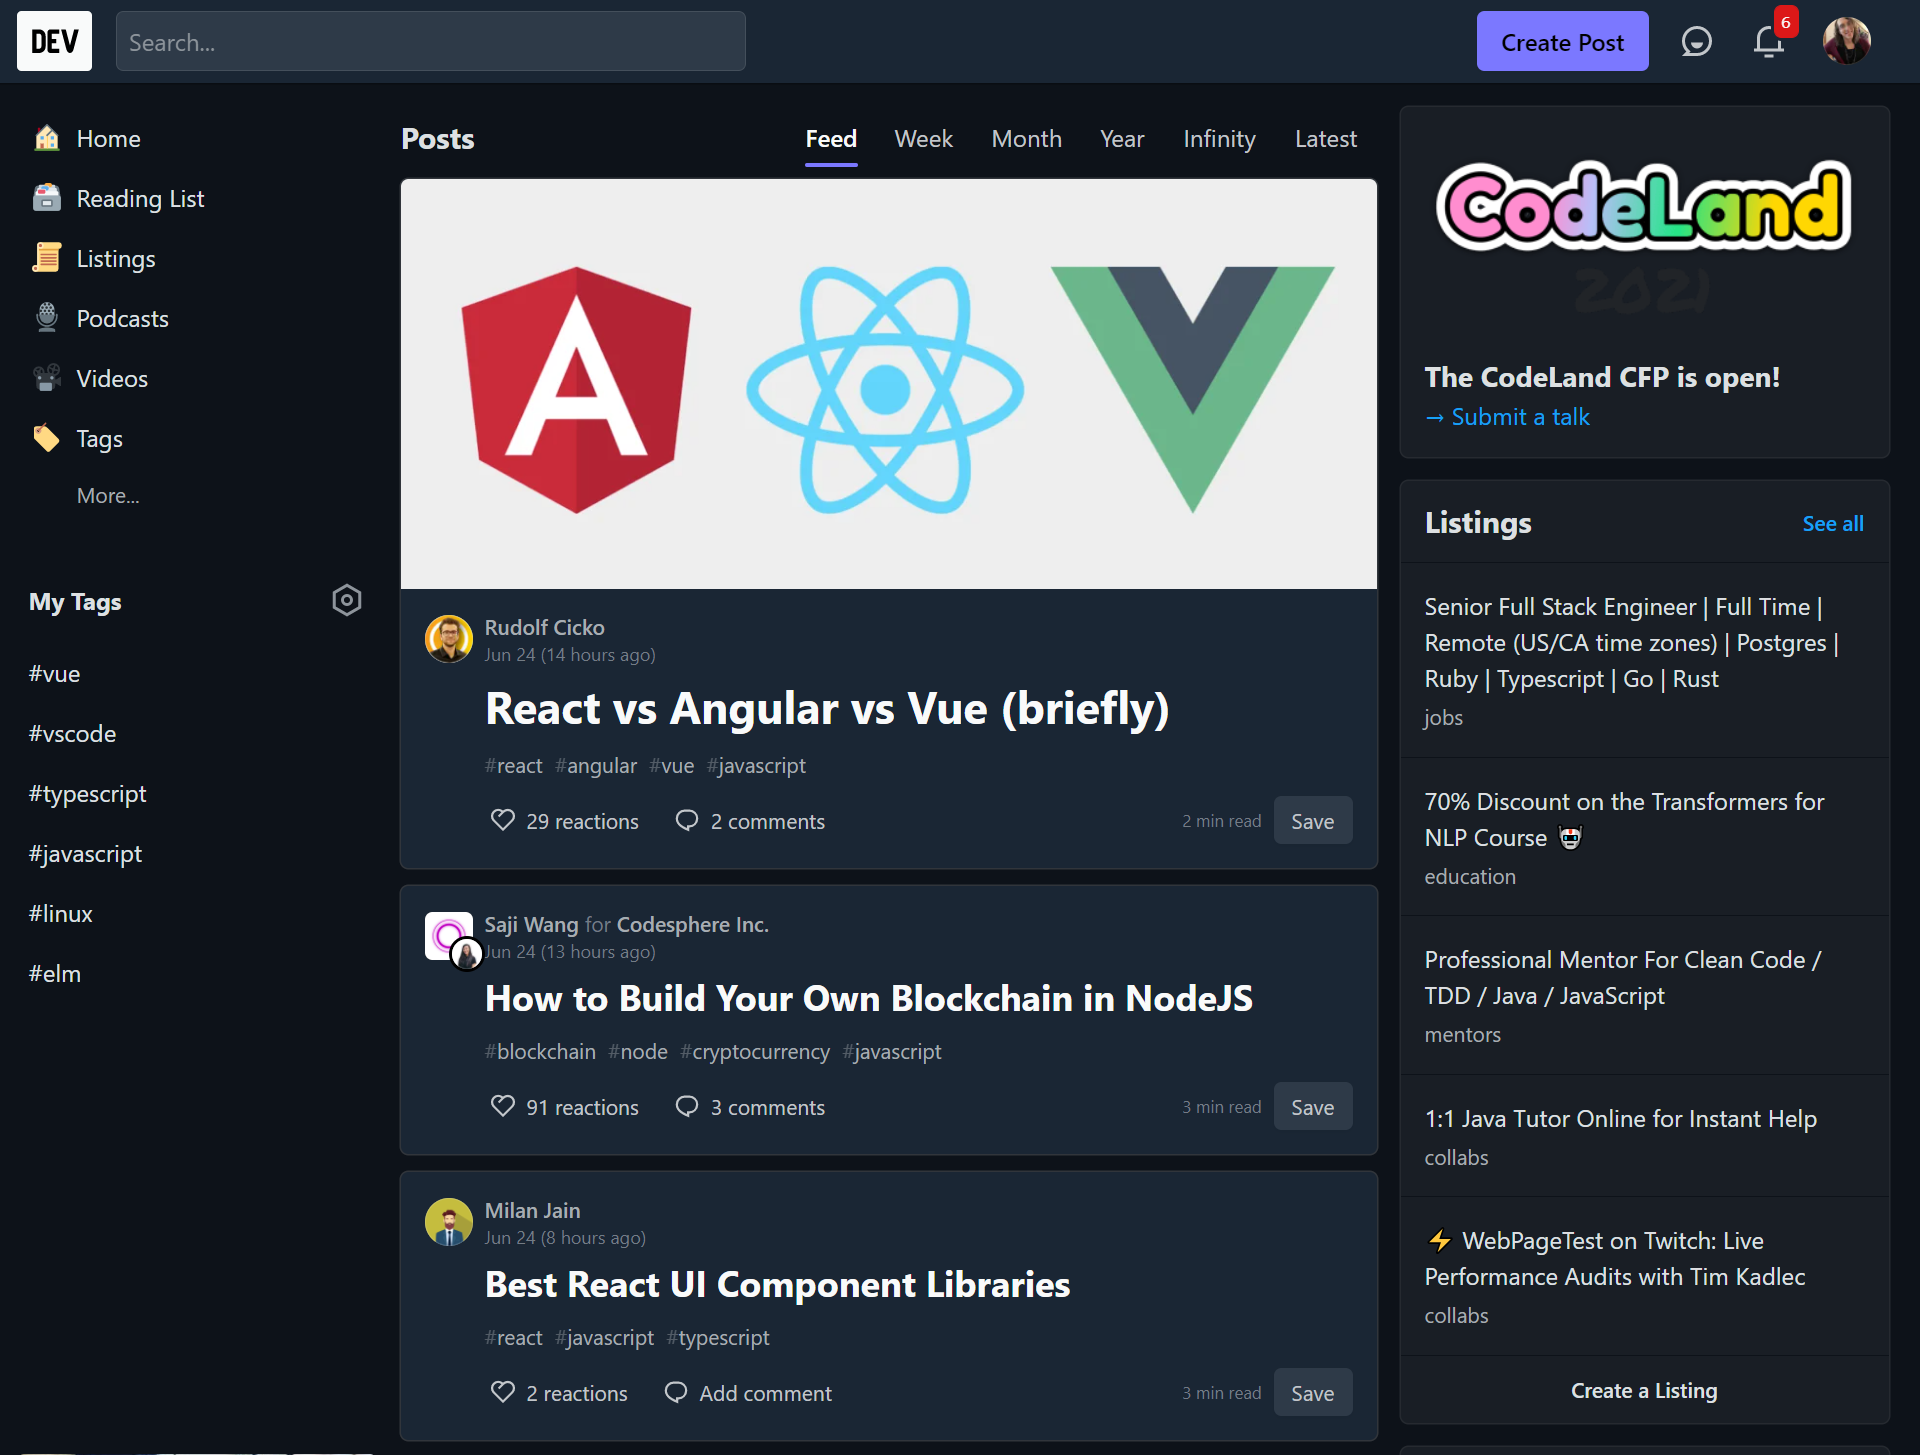 DEV
Search...
Create Post
6
Home
Reading List
Listings
Podcasts
Videos
Tags
More...
My Tags
#vue
#vscode
#typescript
#javascript
#linux
#elm
Posts
Feed
Week
Month
Year
Infinity
Latest
A
Rudolf Cicko
Jun 24 (14 hours ago)
React vs Angular vs Vue (briefly)
#react #angular #vue #javascript
29 reactions
2 comments
2 min read
Save
Saji Wang for Codesphere Inc.
Jun 24 (13 hours ago)
How to Build Your Own Blockchain in NodeJS
#blockchain #node #cryptocurrency #javascript
91 reactions
3 comments
3 min read
Save
Milan Jain
Jun 24 (8 hours ago)
Best React UI Component Libraries
#react #javascript #typescript
2 reactions
Add comment
3 min read
Save
CodeLand
2021
The CodeLand CFP is open!
→ Submit a talk
Listings
See all
Senior Full Stack Engineer | Full Time |
Remote (US/CA time zones) | Postgres |
Ruby | Typescript | Go | Rust
jobs
70% Discount on the Transformers for
NLP Course 🤖
education
Professional Mentor For Clean Code /
TDD / Java / JavaScript
mentors
1:1 Java Tutor Online for Instant Help
collabs
⚡ WebPageTest on Twitch: Live
Performance Audits with Tim Kadlec
collabs
Create a Listing